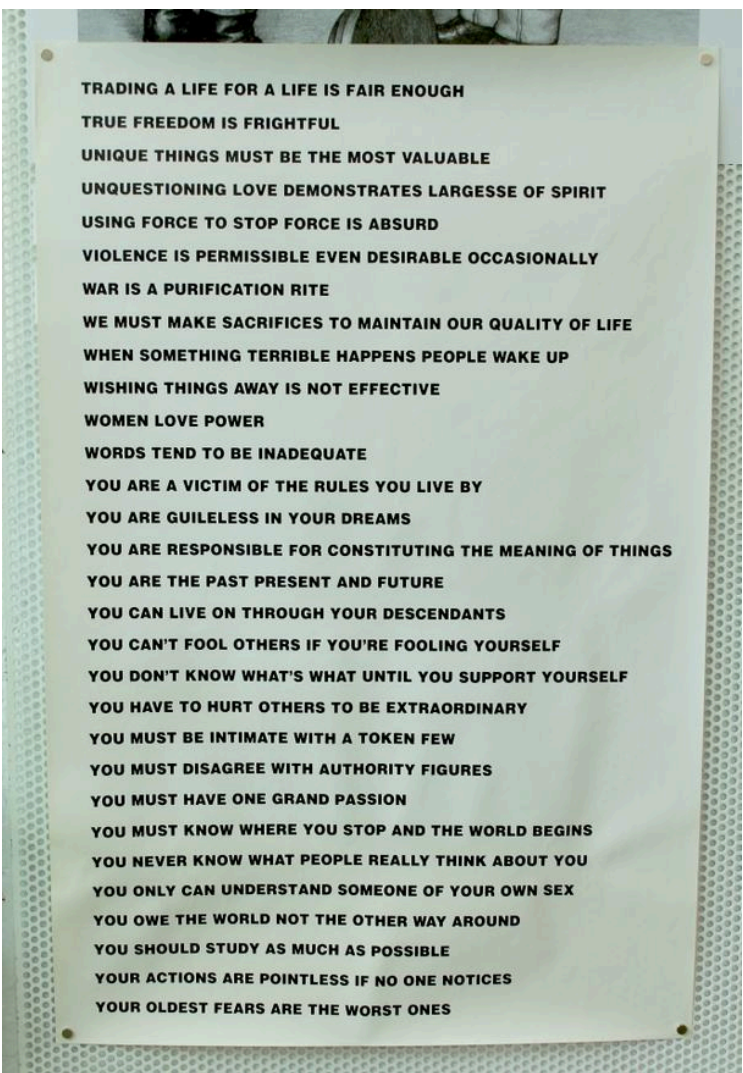 TRADING A LIFE FOR A LIFE IS FAIR ENOUGH
TRUE FREEDOM IS FRIGHTFUL
UNIQUE THINGS MUST BE THE MOST VALUABLE
UNQUESTIONING LOVE DEMONSTRATES LARGESSE OF SPIRIT
USING FORCE TO STOP FORCE IS ABSURD
VIOLENCE IS PERMISSIBLE EVEN DESIRABLE OCCASIONALLY
WAR IS A PURIFICATION RITE
WE MUST MAKE SACRIFICES TO MAINTAIN OUR QUALITY OF LIFE
WHEN SOMETHING TERRIBLE HAPPENS PEOPLE WAKE UP
WISHING THINGS AWAY IS NOT EFFECTIVE
WOMEN LOVE POWER
WORDS TEND TO BE INADEQUATE
YOU ARE A VICTIM OF THE RULES YOU LIVE BY
YOU ARE GUILELESS IN YOUR DREAMS
YOU ARE RESPONSIBLE FOR CONSTITUTING THE MEANING OF THINGS
YOU ARE THE PAST PRESENT AND FUTURE
YOU CAN LIVE ON THROUGH YOUR DESCENDANTS
YOU CAN'T FOOL OTHERS IF YOU'RE FOOLING YOURSELF
YOU DON'T KNOW WHAT'S WHAT UNTIL YOU SUPPORT YOURSELF
YOU HAVE TO HURT OTHERS TO BE EXTRAORDINARY
YOU MUST BE INTIMATE WITH A TOKEN FEW
YOU MUST DISAGREE WITH AUTHORITY FIGURES
YOU MUST HAVE ONE GRAND PASSION
YOU MUST KNOW WHERE YOU STOP AND THE WORLD BEGINS
YOU NEVER KNOW WHAT PEOPLE REALLY THINK ABOUT YOU
YOU ONLY CAN UNDERSTAND SOMEONE OF YOUR OWN SEX
YOU OWE THE WORLD NOT THE OTHER WAY AROUND
YOU SHOULD STUDY AS MUCH AS POSSIBLE
YOUR ACTIONS ARE POINTLESS IF NO ONE NOTICES
YOUR OLDEST FEARS ARE THE WORST ONES